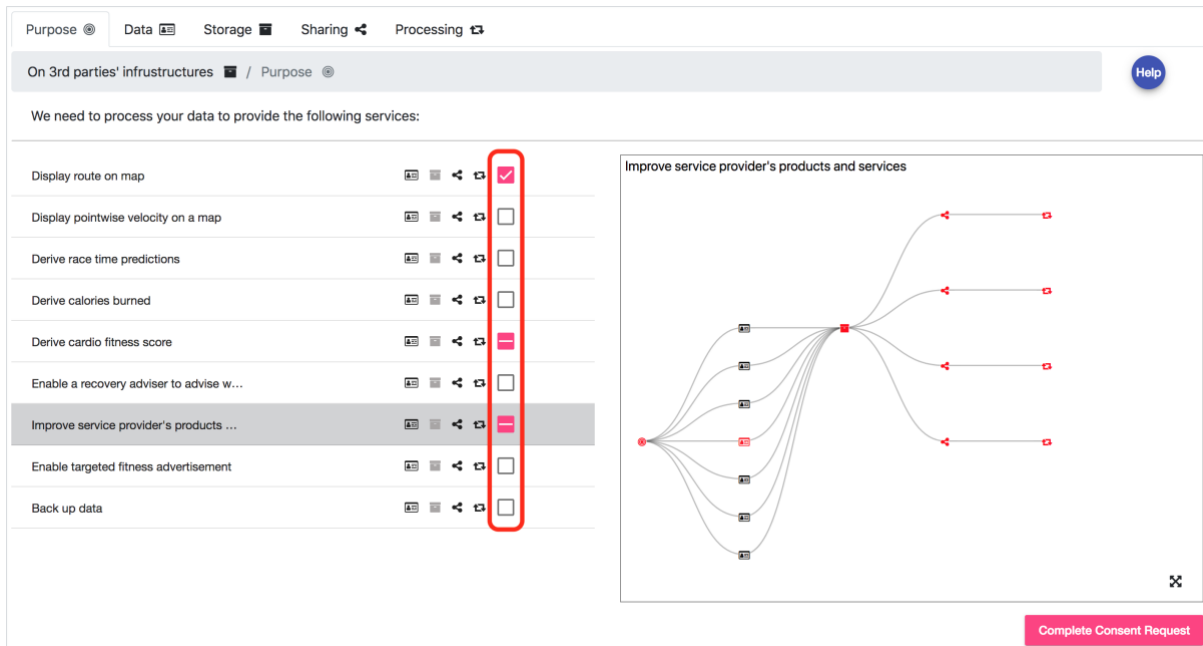 Purpose Data Storage Sharing Processing
On 3rd parties' infrustructures / Purpose
Help
We need to process your data to provide the following services:
Display route on map
Display pointwise velocity on a map
Derive race time predictions
Derive calories burned
Derive cardio fitness score
Enable a recovery adviser to advise w...
Improve service provider's products ...
Enable targeted fitness advertisement
Back up data
Improve service provider's products and services
Complete Consent Request